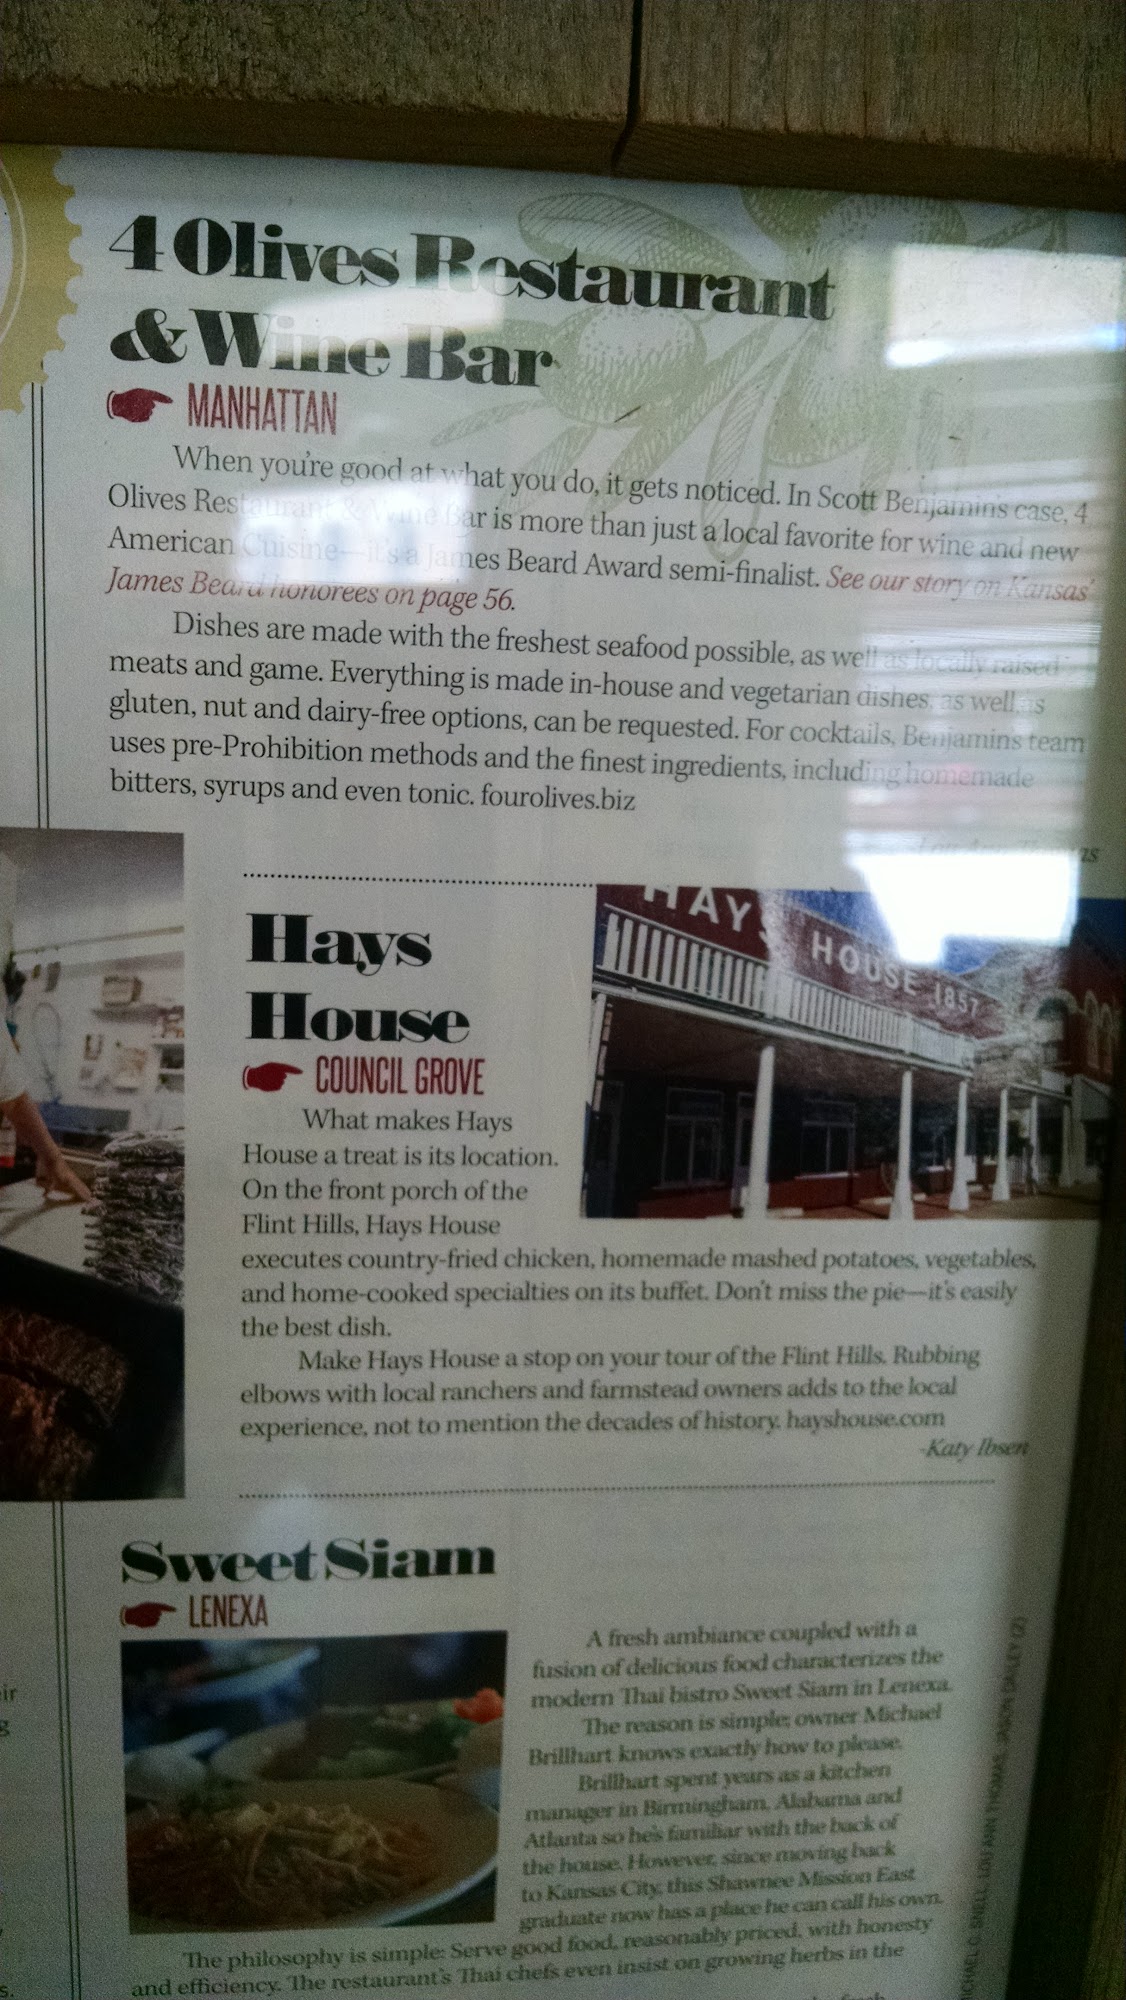 4 Olives Restaurant
& Wine Bar
MANHATTAN
When you're good at what you do, it gets noticed. In Scott Benjamin's case, 4
Olives Restaurant & Wine Bar is more than just a local favorite for wine and new
American Cuisine—it's a James Beard Award semi-finalist. See our story on Kansas'
James Beard honorees on page 56.
Dishes are made with the freshest seafood possible, as well as locally raised
meats and game. Everything is made in-house and vegetarian dishes, as well as
gluten, nut and dairy-free options, can be requested. For cocktails, Benjamin's team
uses pre-Prohibition methods and the finest ingredients, including homemade
bitters, syrups and even tonic. fourolives.biz
Hays
House
COUNCIL GROVE
HAYS HOUSE 1857
What makes Hays
House a treat is its location.
On the front porch of the
Flint Hills, Hays House
executes country-fried chicken, homemade mashed potatoes, vegetables,
and home-cooked specialties on its buffet. Don't miss the pie—it's easily
the best dish.
Make Hays House a stop on your tour of the Flint Hills. Rubbing
elbows with local ranchers and farmstead owners adds to the local
experience, not to mention the decades of history. hayshouse.com
-Katy Ibsen
Sweet Siam
LENEXA
A fresh ambiance coupled with a
fusion of delicious food characterizes the
modern Thai bistro Sweet Siam in Lenexa.
The reason is simple; owner Michael
Brillhart knows exactly how to please.
Brillhart spent years as a kitchen
manager in Birmingham, Alabama and
Atlanta so he's familiar with the back of
the house. However, since moving back
to Kansas City, this Shawnee Mission East
graduate now has a place he can call his own.
The philosophy is simple: Serve good food, reasonably priced, with honesty
and efficiency. The restaurant's Thai chefs even insist on growing herbs in the
MICHAEL C. SNELL, LOU ANN THOMAS, JASON DAILEY (2)